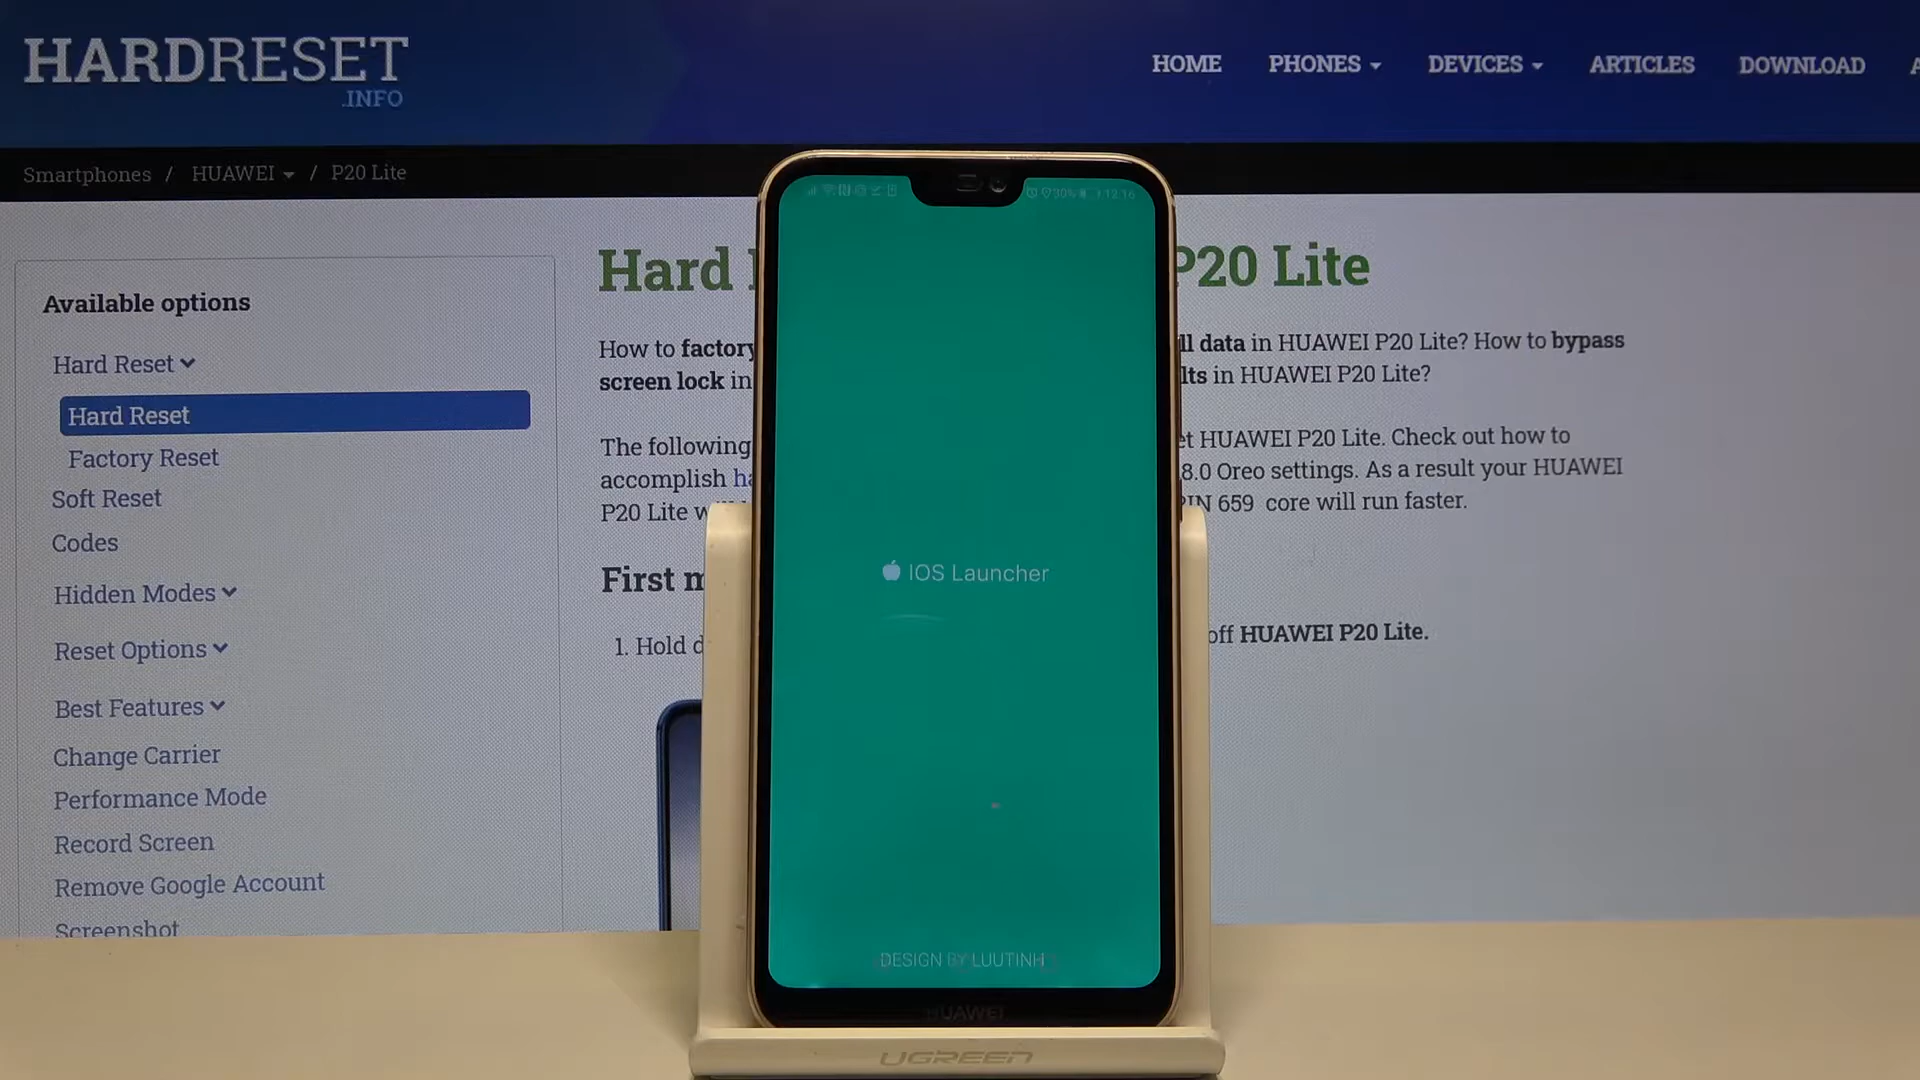 HARDRESET
.INFO
HOME PHONES DEVICES ARTICLES DOWNLOAD
Smartphones / HUAWEI / P20 Lite
Available options
Hard Reset
Hard Reset
Factory Reset
Soft Reset
Codes
Hidden Modes
Reset Options
Best Features
Change Carrier
Performance Mode
Record Screen
Remove Google Account
Screenshot
Hard P20 Lite
How to factory ll data in HUAWEI P20 Lite? How to bypass
screen lock in lts in HUAWEI P20 Lite?
The following et HUAWEI P20 Lite. Check out how to
accomplish ha 8.0 Oreo settings. As a result your HUAWEI
P20 Lite w IN 659 core will run faster.
First m
1. Hold d off HUAWEI P20 Lite.
30% 12:16
IOS Launcher
DESIGN BY LUUTINH
HUAWEI
UGREEN